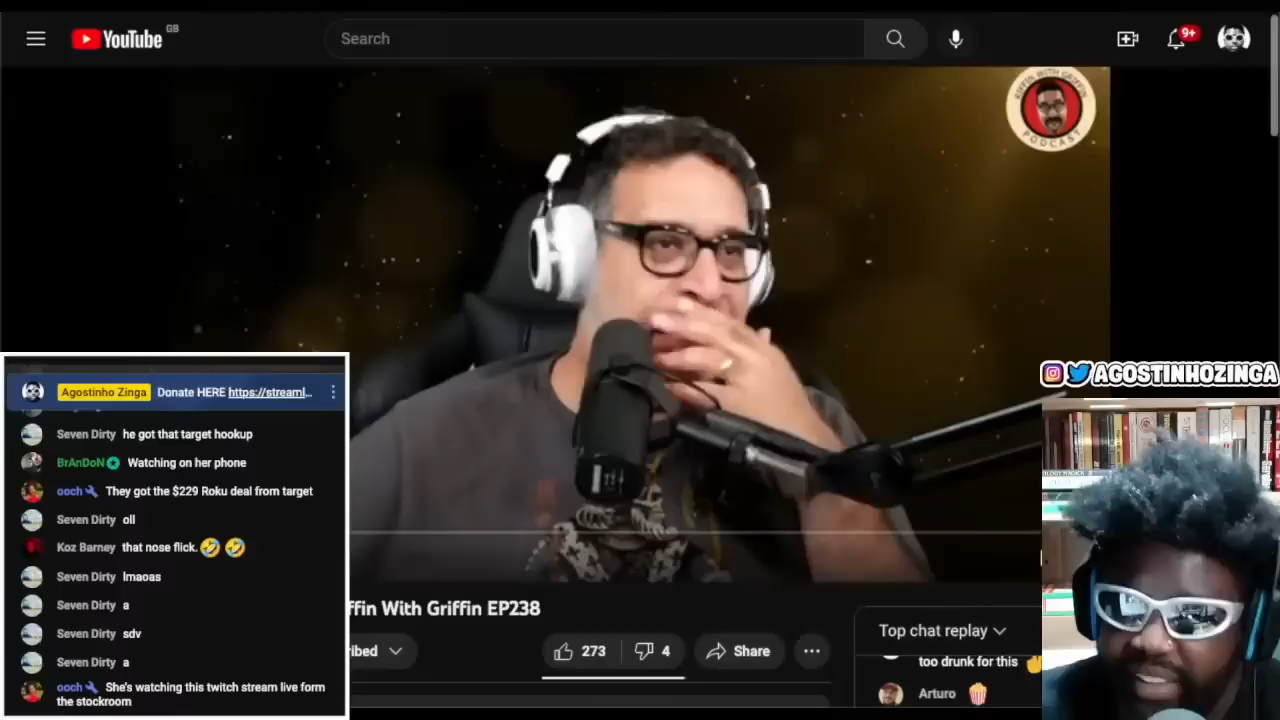 YouTube GB
Search
9+
RIFFIN WITH GRIFFIN
PODCAST
Agostinho Zinga Donate HERE https://streaml...
Seven Dirty he got that target hookup
BrAnDoN Watching on her phone
ooch They got the $229 Roku deal from target
Seven Dirty oll
Koz Barney that nose flick.🤣 🤣
Seven Dirty lmaoas
Seven Dirty a
Seven Dirty sdv
Seven Dirty a
ooch She's watching this twitch stream live form
the stockroom
ffin With Griffin EP238
ribed
273
4
Share
Top chat replay
too drunk for this
Arturo 🍿
AGOSTINHOZINGA